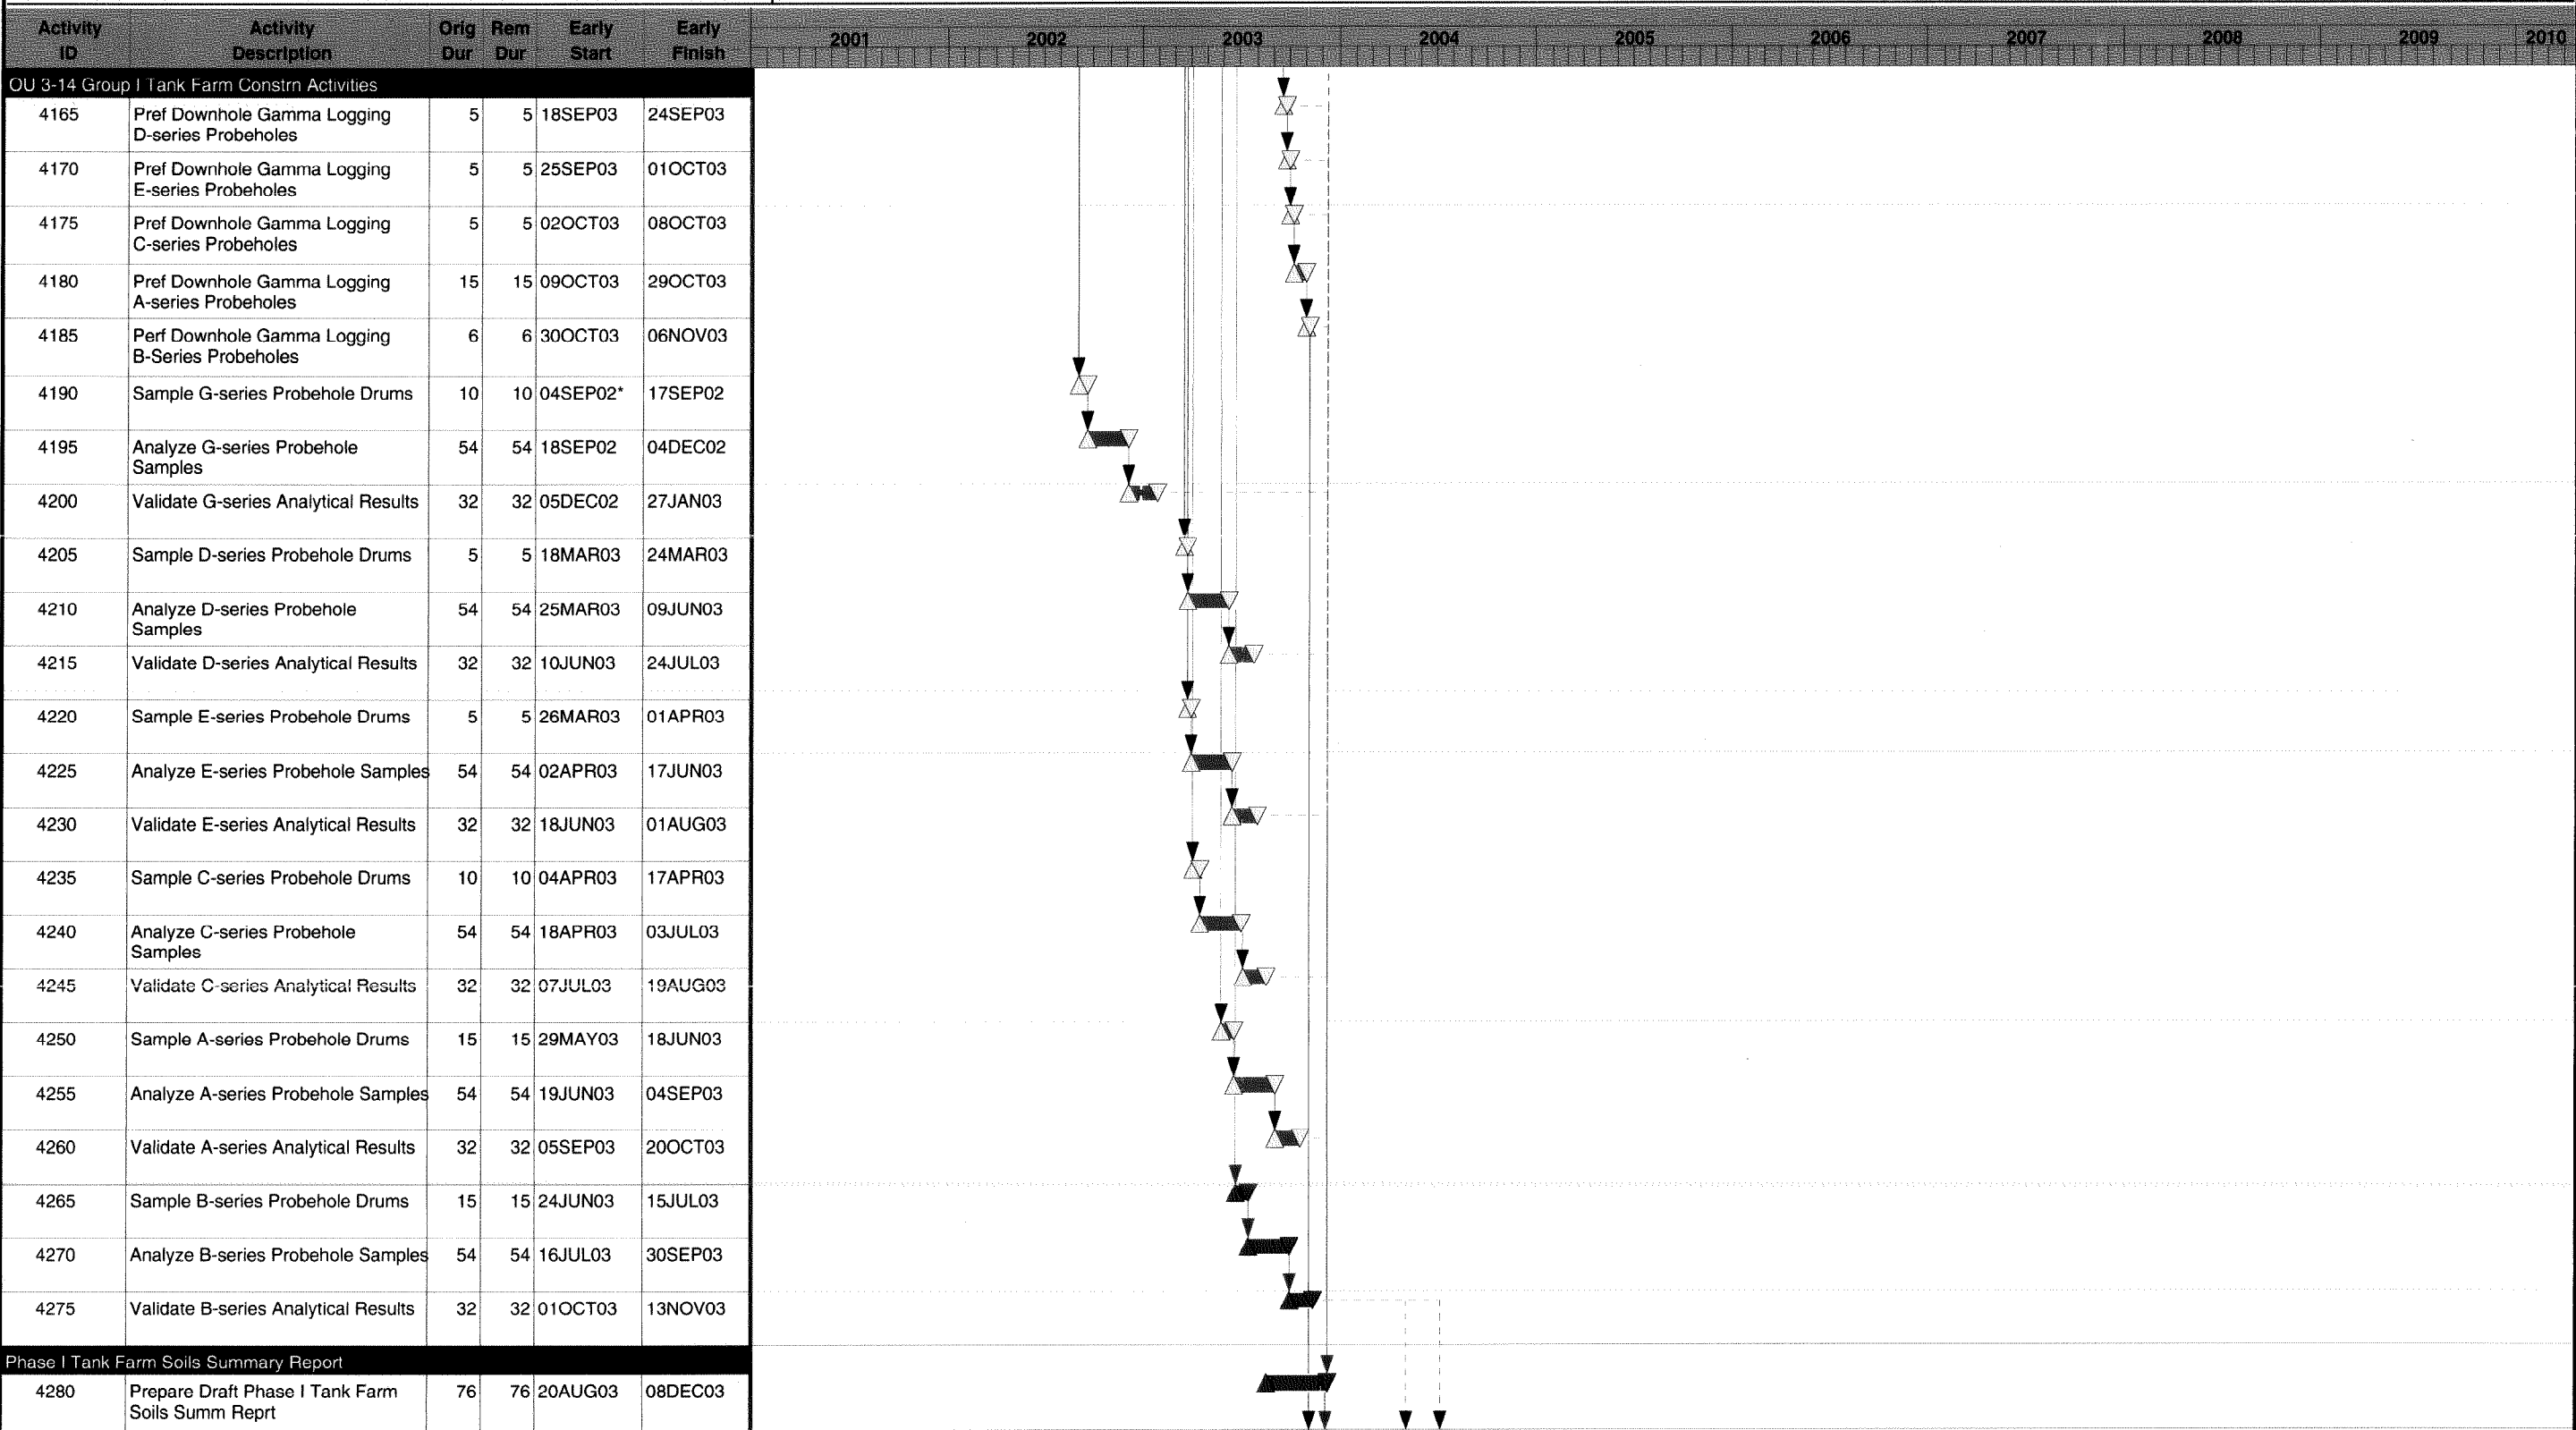 Activity ID Activity Description Orig Dur Rem Dur Early Start Early Finish 2001 2002 2003 2004 2005 2006 2007 2008 2009 2010
OU 3-14 Group I Tank Farm Constrn Activities
4165 Pref Downhole Gamma Logging 5 5 18SEP03 24SEP03
D-series Probeholes
4170 Pref Downhole Gamma Logging 5 5 25SEP03 01OCT03
E-series Probeholes
4175 Pref Downhole Gamma Logging 5 5 02OCT03 08OCT03
C-series Probeholes
4180 Pref Downhole Gamma Logging 15 15 09OCT03 29OCT03
A-series Probeholes
4185 Perf Downhole Gamma Logging 6 6 30OCT03 06NOV03
B-Series Probeholes
4190 Sample G-series Probehole Drums 10 10 04SEP02* 17SEP02
4195 Analyze G-series Probehole 54 54 18SEP02 04DEC02
Samples
4200 Validate G-series Analytical Results 32 32 05DEC02 27JAN03
4205 Sample D-series Probehole Drums 5 5 18MAR03 24MAR03
4210 Analyze D-series Probehole 54 54 25MAR03 09JUN03
Samples
4215 Validate D-series Analytical Results 32 32 10JUN03 24JUL03
4220 Sample E-series Probehole Drums 5 5 26MAR03 01APR03
4225 Analyze E-series Probehole Samples 54 54 02APR03 17JUN03
4230 Validate E-series Analytical Results 32 32 18JUN03 01AUG03
4235 Sample C-series Probehole Drums 10 10 04APR03 17APR03
4240 Analyze C-series Probehole 54 54 18APR03 03JUL03
Samples
4245 Validate C-series Analytical Results 32 32 07JUL03 19AUG03
4250 Sample A-series Probehole Drums 15 15 29MAY03 18JUN03
4255 Analyze A-series Probehole Samples 54 54 19JUN03 04SEP03
4260 Validate A-series Analytical Results 32 32 05SEP03 20OCT03
4265 Sample B-series Probehole Drums 15 15 24JUN03 15JUL03
4270 Analyze B-series Probehole Samples 54 54 16JUL03 30SEP03
4275 Validate B-series Analytical Results 32 32 01OCT03 13NOV03
Phase I Tank Farm Soils Summary Report
4280 Prepare Draft Phase I Tank Farm 76 76 20AUG03 08DEC03
Soils Summ Reprt